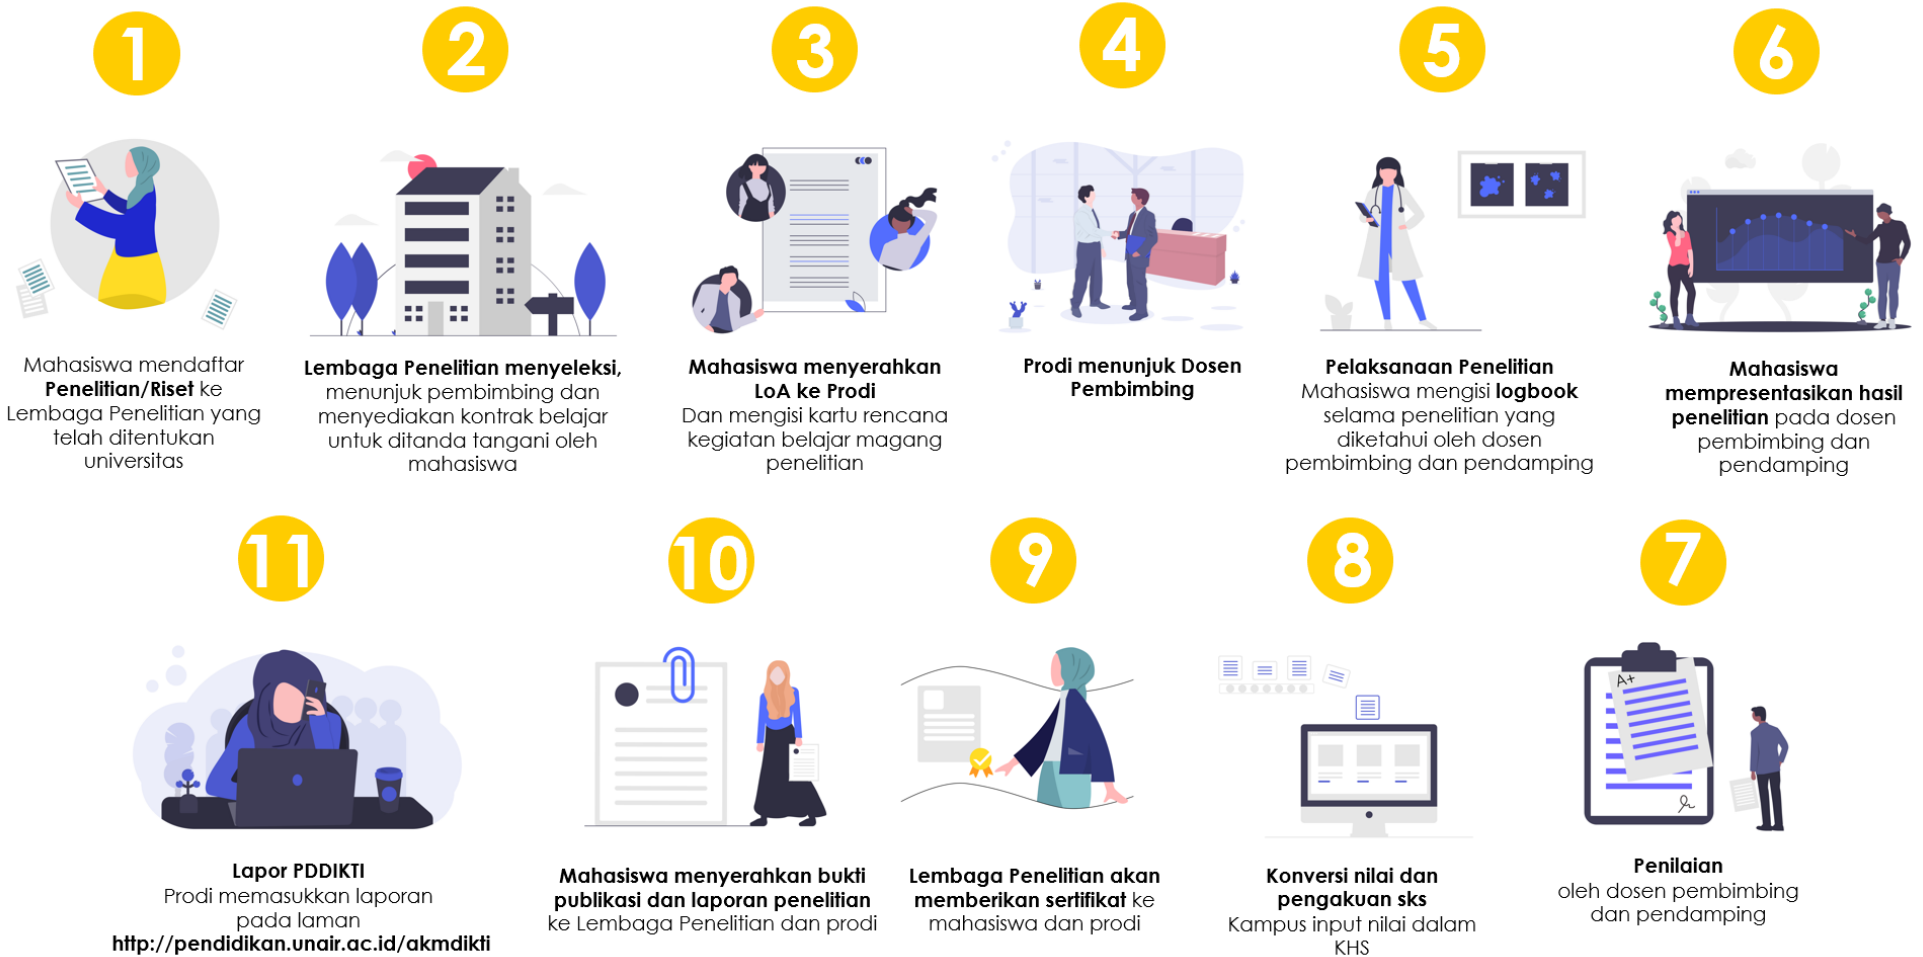 1
Mahasiswa mendaftar
Penelitian/Riset ke
Lembaga Penelitian yang
telah ditentukan
universitas
2
Lembaga Penelitian menyeleksi,
menunjuk pembimbing dan
menyediakan kontrak belajar
untuk ditanda tangani oleh
mahasiswa
3
Mahasiswa menyerahkan
LoA ke Prodi
Dan mengisi kartu rencana
kegiatan belajar magang
penelitian
4
Prodi menunjuk Dosen
Pembimbing
5
Pelaksanaan Penelitian
Mahasiswa mengisi logbook
selama penelitian yang
diketahui oleh dosen
pembimbing dan pendamping
6
Mahasiswa
mempresentasikan hasil
penelitian pada dosen
pembimbing dan
pendamping
7
A+
Penilaian
oleh dosen pembimbing
dan pendamping
8
Konversi nilai dan
pengakuan sks
Kampus input nilai dalam
KHS
9
Lembaga Penelitian akan
memberikan sertifikat ke
mahasiswa dan prodi
10
Mahasiswa menyerahkan bukti
publikasi dan laporan penelitian
ke Lembaga Penelitian dan prodi
11
Lapor PDDIKTI
Prodi memasukkan laporan
pada laman
http://pendidikan.unair.ac.id/akmdikti